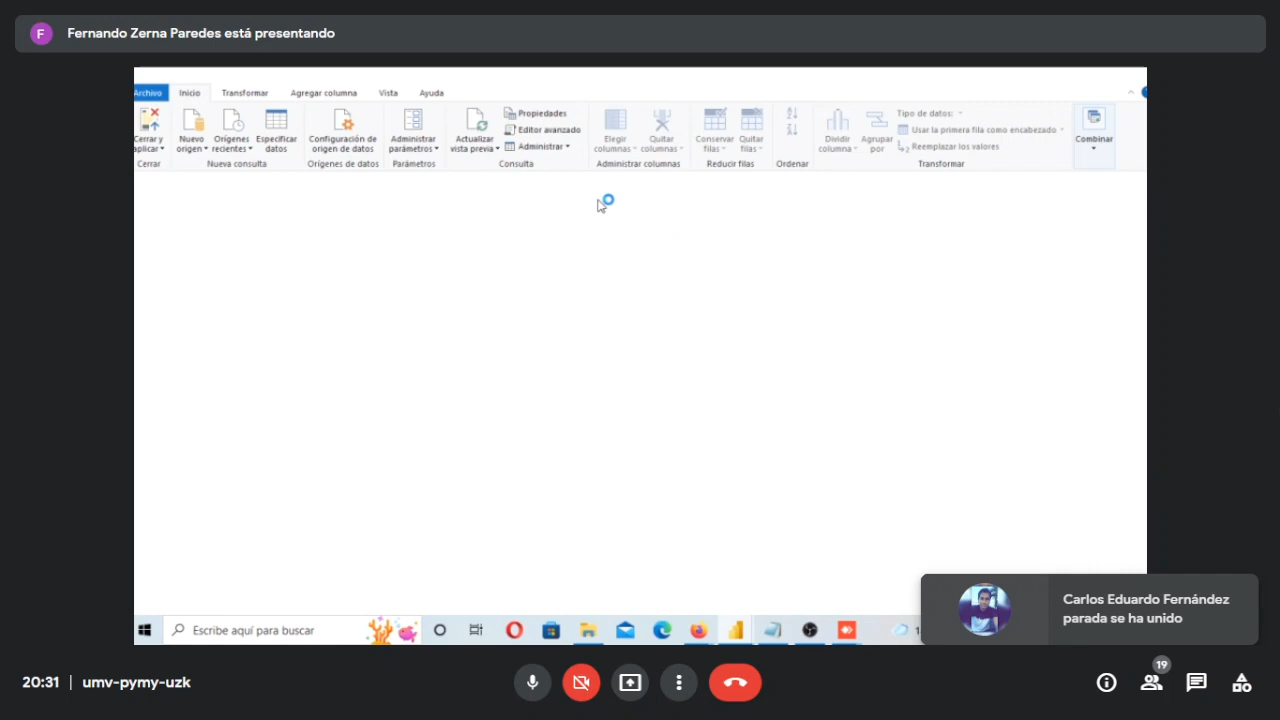 F Fernando Zerna Paredes está presentando
Archivo Inicio Transformar Agregar columna Vista Ayuda
Cerrar y aplicar
Nuevo origen
Orígenes recientes
Especificar datos
Configuración de origen de datos
Administrar parámetros
Actualizar vista previa
Propiedades
Editor avanzado
Administrar
Elegir columnas
Quitar columnas
Conservar filas
Quitar filas
Dividir columna
Agrupar por
Tipo de datos:
Usar la primera fila como encabezado
Reemplazar los valores
Combinar
Cerrar Nueva consulta Orígenes de datos Parámetros Consulta Administrar columnas Reducir filas Ordenar Transformar
Carlos Eduardo Fernández
parada se ha unido
Escribe aquí para buscar
20:31 | umv-pymy-uzk
19